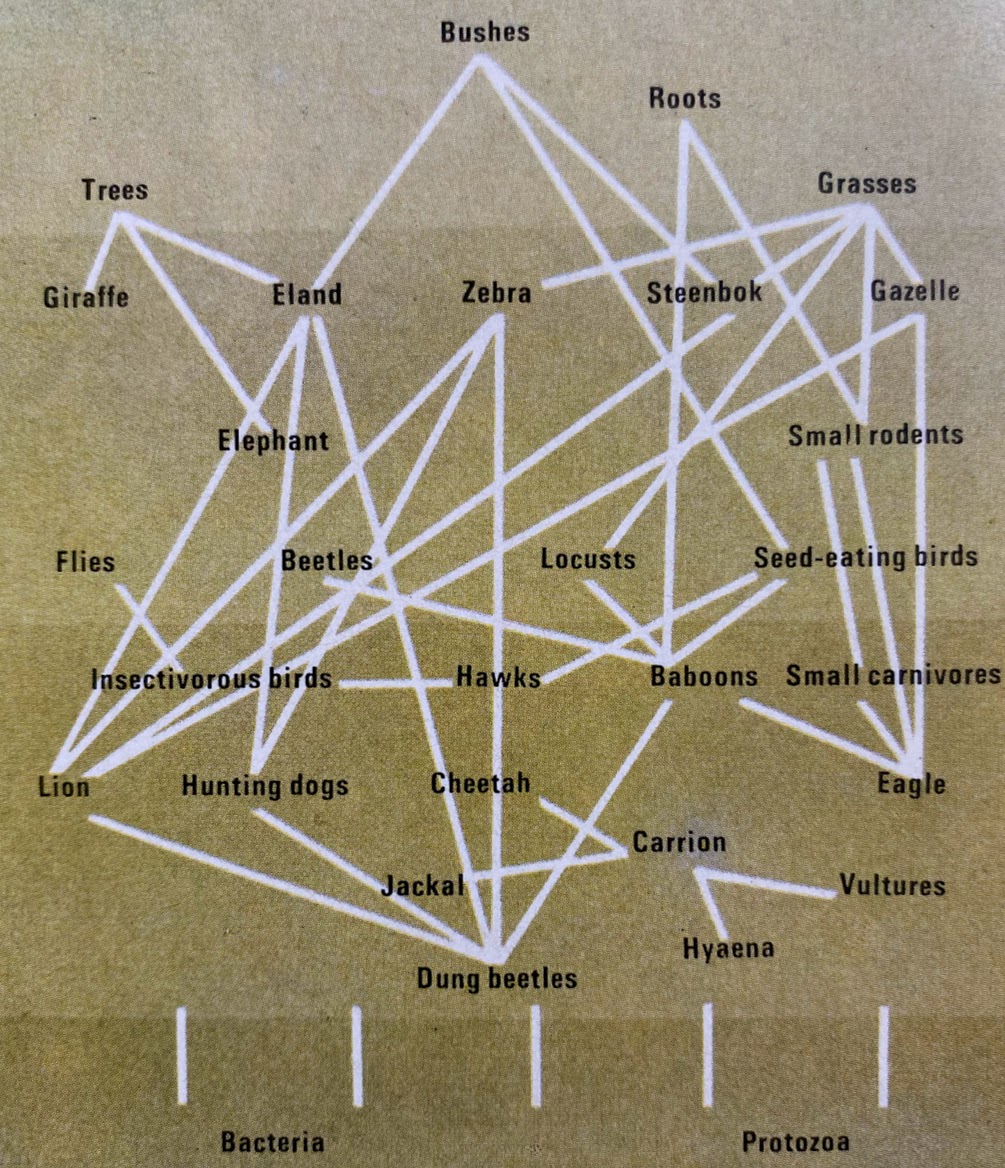 Bushes
Roots
Trees
Grasses
Giraffe
Eland
Zebra
Steenbok
Gazelle
Elephant
Small rodents
Flies
Beetles
Locusts
Seed-eating birds
Insectivorous birds
Hawks
Baboons
Small carnivores
Lion
Hunting dogs
Cheetah
Eagle
Carrion
Jackal
Vultures
Hyaena
Dung beetles
Bacteria
Protozoa